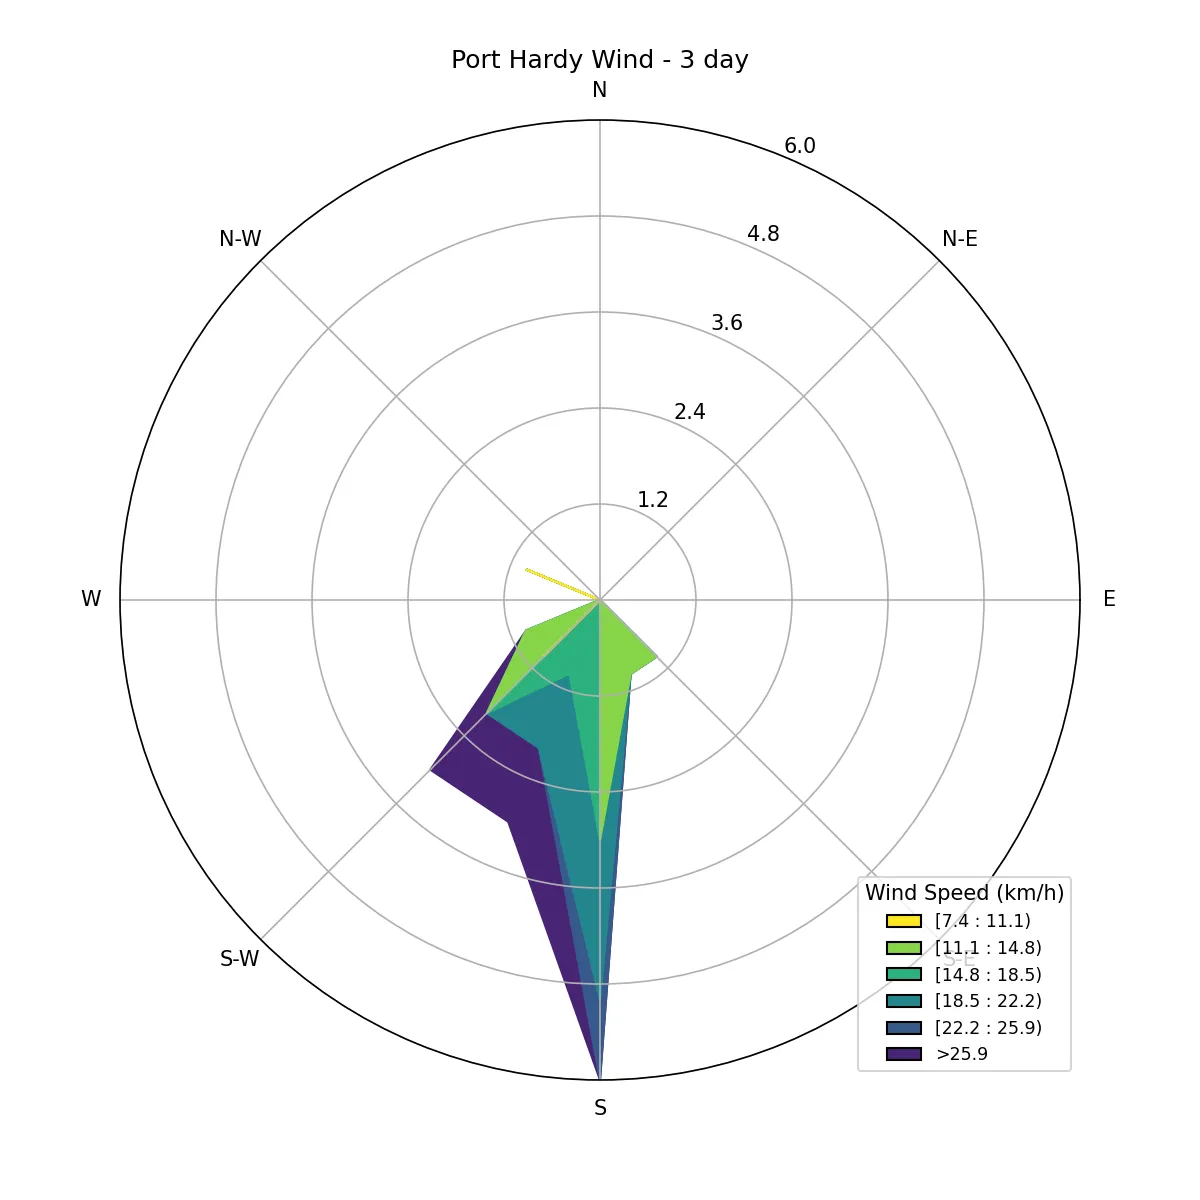 Port Hardy Wind - 3 day
N
6.0
4.8
N-W
N-E
3.6
2.4
1.2
W
E
Wind Speed (km/h)
[7.4 : 11.1)
[11.1 : 14.8)
S-W
S-E
[14.8 : 18.5)
[18.5 : 22.2)
[22.2 : 25.9)
>25.9
S